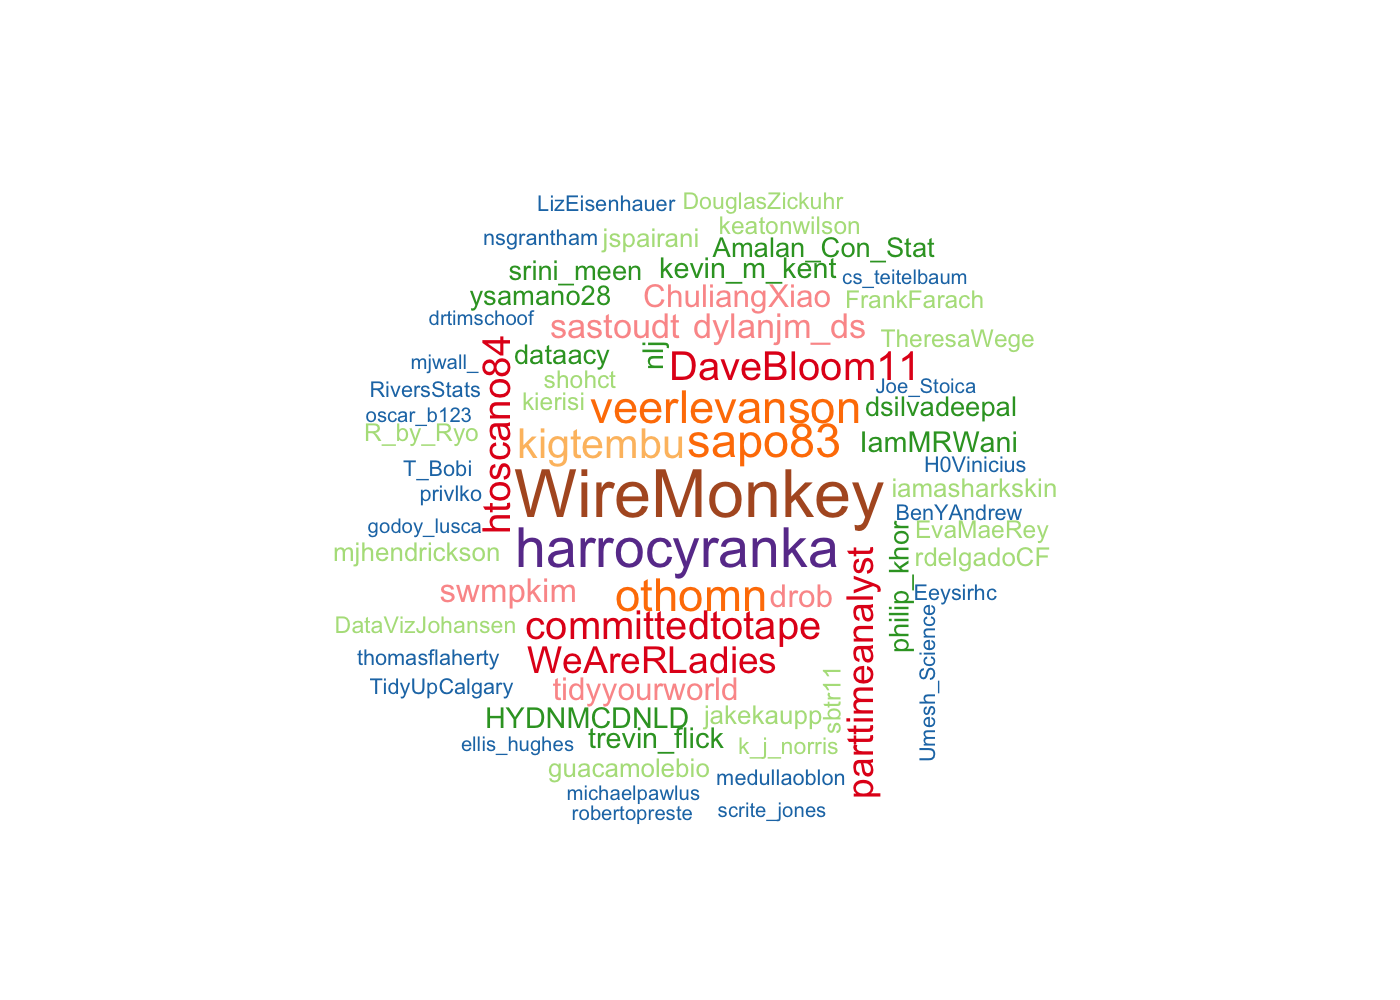 LizEisenhauer DouglasZickuhr
keatonwilson
nsgrantham jspairani
Amalan_Con_Stat
srini_meen kevin_m_kent cs_teitelbaum
ysamano28 ChuliangXiao FrankFarach
drtimschoof sastoudt dylanjm_ds
TheresaWege
htoscano84
mjwall_ dataacy nlj DaveBloom11
shohct
RiversStats Joe_Stoica
kierisi veerlevanson dsilvadeepal
oscar_b123
R_by_Ryo kigtembu sapo83 IamMRWani
T_Bobi H0Vinicius
privlko WireMonkey iamasharkskin
BenYAndrew
godoy_lusca EvaMaeRey
mjhendrickson harrocyranka rdelgadoCF
philip_khor
parttimeanalyst
swmpkim othomn drob Eeysirhc
DataVizJohansen committedtotape
Umesh_Science
thomasflaherty WeAreRLadies
TidyUpCalgary tidyyourworld
sbtr11
HYDNMCDNLD jakekaupp
ellis_hughes trevin_flick k_j_norris
guacamolebio medullaoblon
michaelpawlus
robertopreste scrite_jones